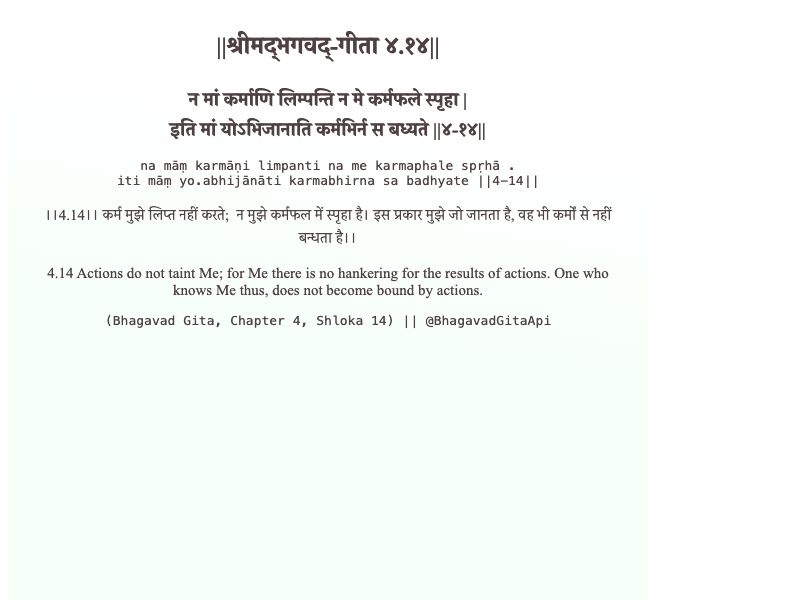 ||श्रीमद्‍भगवद्‍-गीता ४.१४||
न मां कर्माणि लिम्पन्ति न मे कर्मफले स्पृहा |
इति मां योऽभिजानाति कर्मभिर्न स बध्यते ||४-१४||
na māṃ karmāṇi limpanti na me karmaphale spṛhā .
iti māṃ yo.abhijānāti karmabhirna sa badhyate ||4-14||
।।4.14।। कर्म मुझे लिप्त नहीं करते; न मुझे कर्मफल में स्पृहा है। इस प्रकार मुझे जो जानता है, वह भी कर्मों से नहीं
बन्धता है।।
4.14 Actions do not taint Me; for Me there is no hankering for the results of actions. One who
knows Me thus, does not become bound by actions.
(Bhagavad Gita, Chapter 4, Shloka 14) || @BhagavadGitaApi